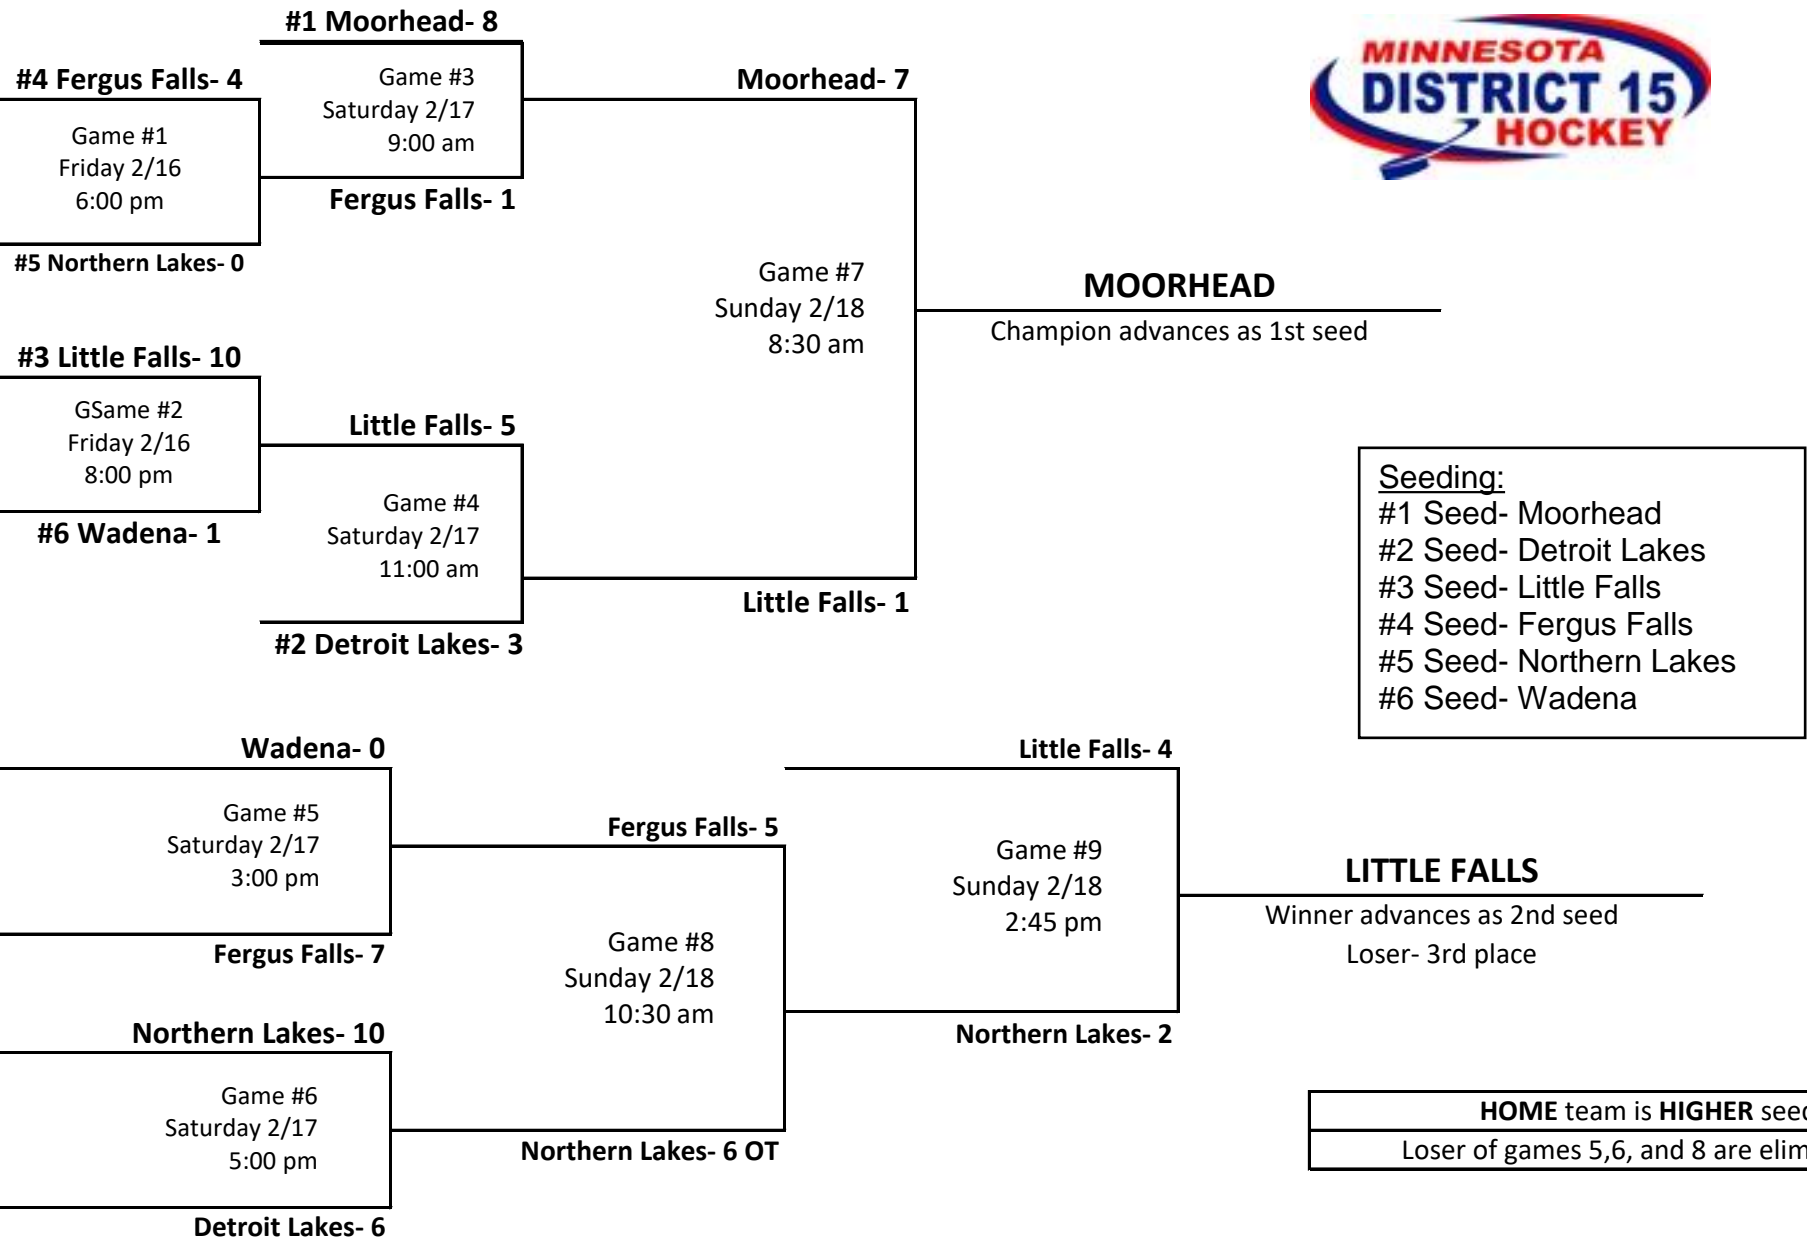 #1 Moorhead- 8
#4 Fergus Falls- 4
Game #1
Friday 2/16
6:00 pm
#5 Northern Lakes- 0
Game #3
Saturday 2/17
9:00 am
Fergus Falls- 1
Moorhead- 7
MINNESOTA
DISTRICT 15
HOCKEY
#3 Little Falls- 10
GSame #2
Friday 2/16
8:00 pm
#6 Wadena- 1
Little Falls- 5
Game #4
Saturday 2/17
11:00 am
#2 Detroit Lakes- 3
Game #7
Sunday 2/18
8:30 am
Little Falls- 1
MOORHEAD
Champion advances as 1st seed
Seeding:
#1 Seed- Moorhead
#2 Seed- Detroit Lakes
#3 Seed- Little Falls
#4 Seed- Fergus Falls
#5 Seed- Northern Lakes
#6 Seed- Wadena
Wadena- 0
Game #5
Saturday 2/17
3:00 pm
Fergus Falls- 7
Northern Lakes- 10
Game #6
Saturday 2/17
5:00 pm
Detroit Lakes- 6
Fergus Falls- 5
Game #8
Sunday 2/18
10:30 am
Northern Lakes- 6 OT
Little Falls- 4
Game #9
Sunday 2/18
2:45 pm
Northern Lakes- 2
LITTLE FALLS
Winner advances as 2nd seed
Loser- 3rd place
HOME team is HIGHER
Loser of games 5,6, and 8 are